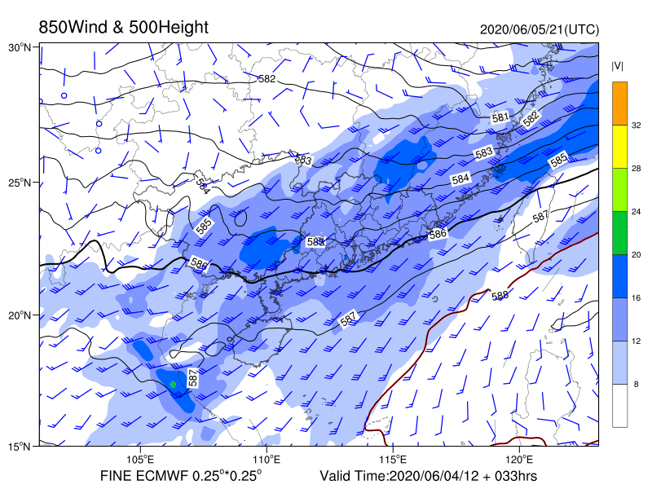 850Wind & 500Height
2020/06/05/21(UTC)
|V|
30°N
25°N
20°N
15°N
582
581
582
583
583
584
584
585
585
585
586
586
587
587
587
588
32
28
24
20
16
12
8
105°E
110°E
115°E
120°E
FINE ECMWF 0.25°*0.25°
Valid Time:2020/06/04/12 + 033hrs